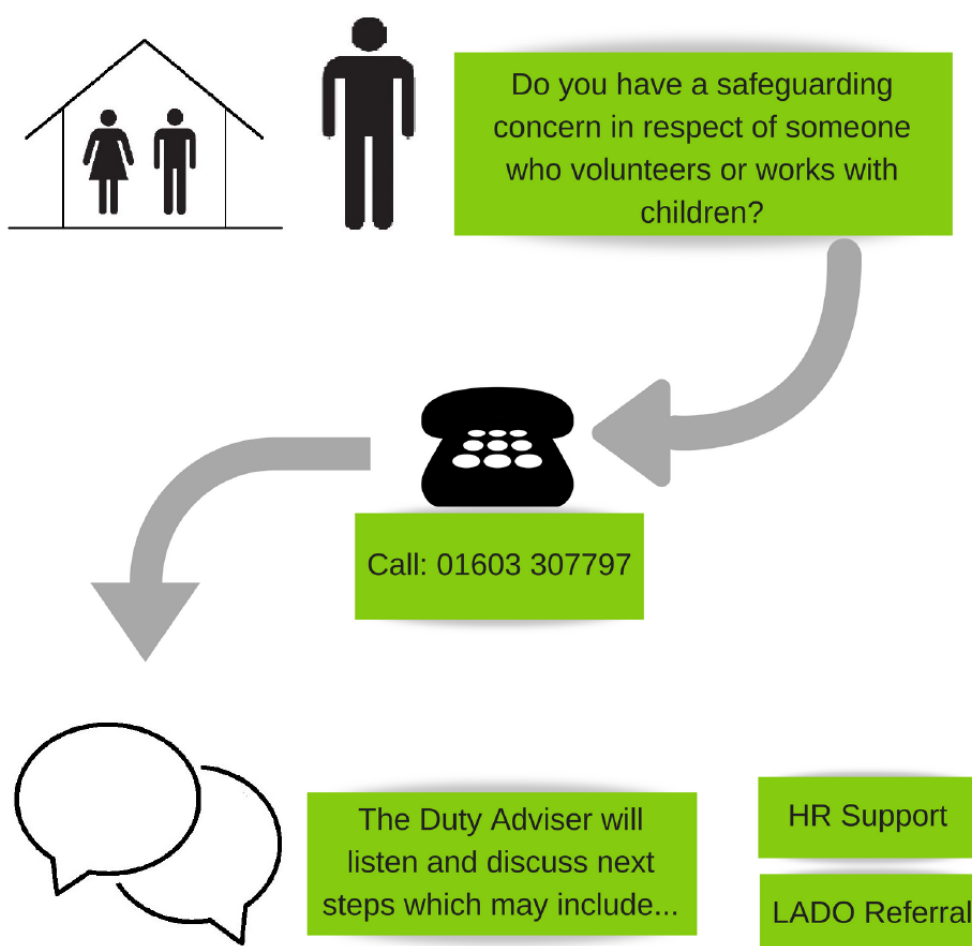 Do you have a safeguarding
concern in respect of someone
who volunteers or works with
children?
Call: 01603 307797
The Duty Adviser will
listen and discuss next
steps which may include...
HR Support
LADO Referral